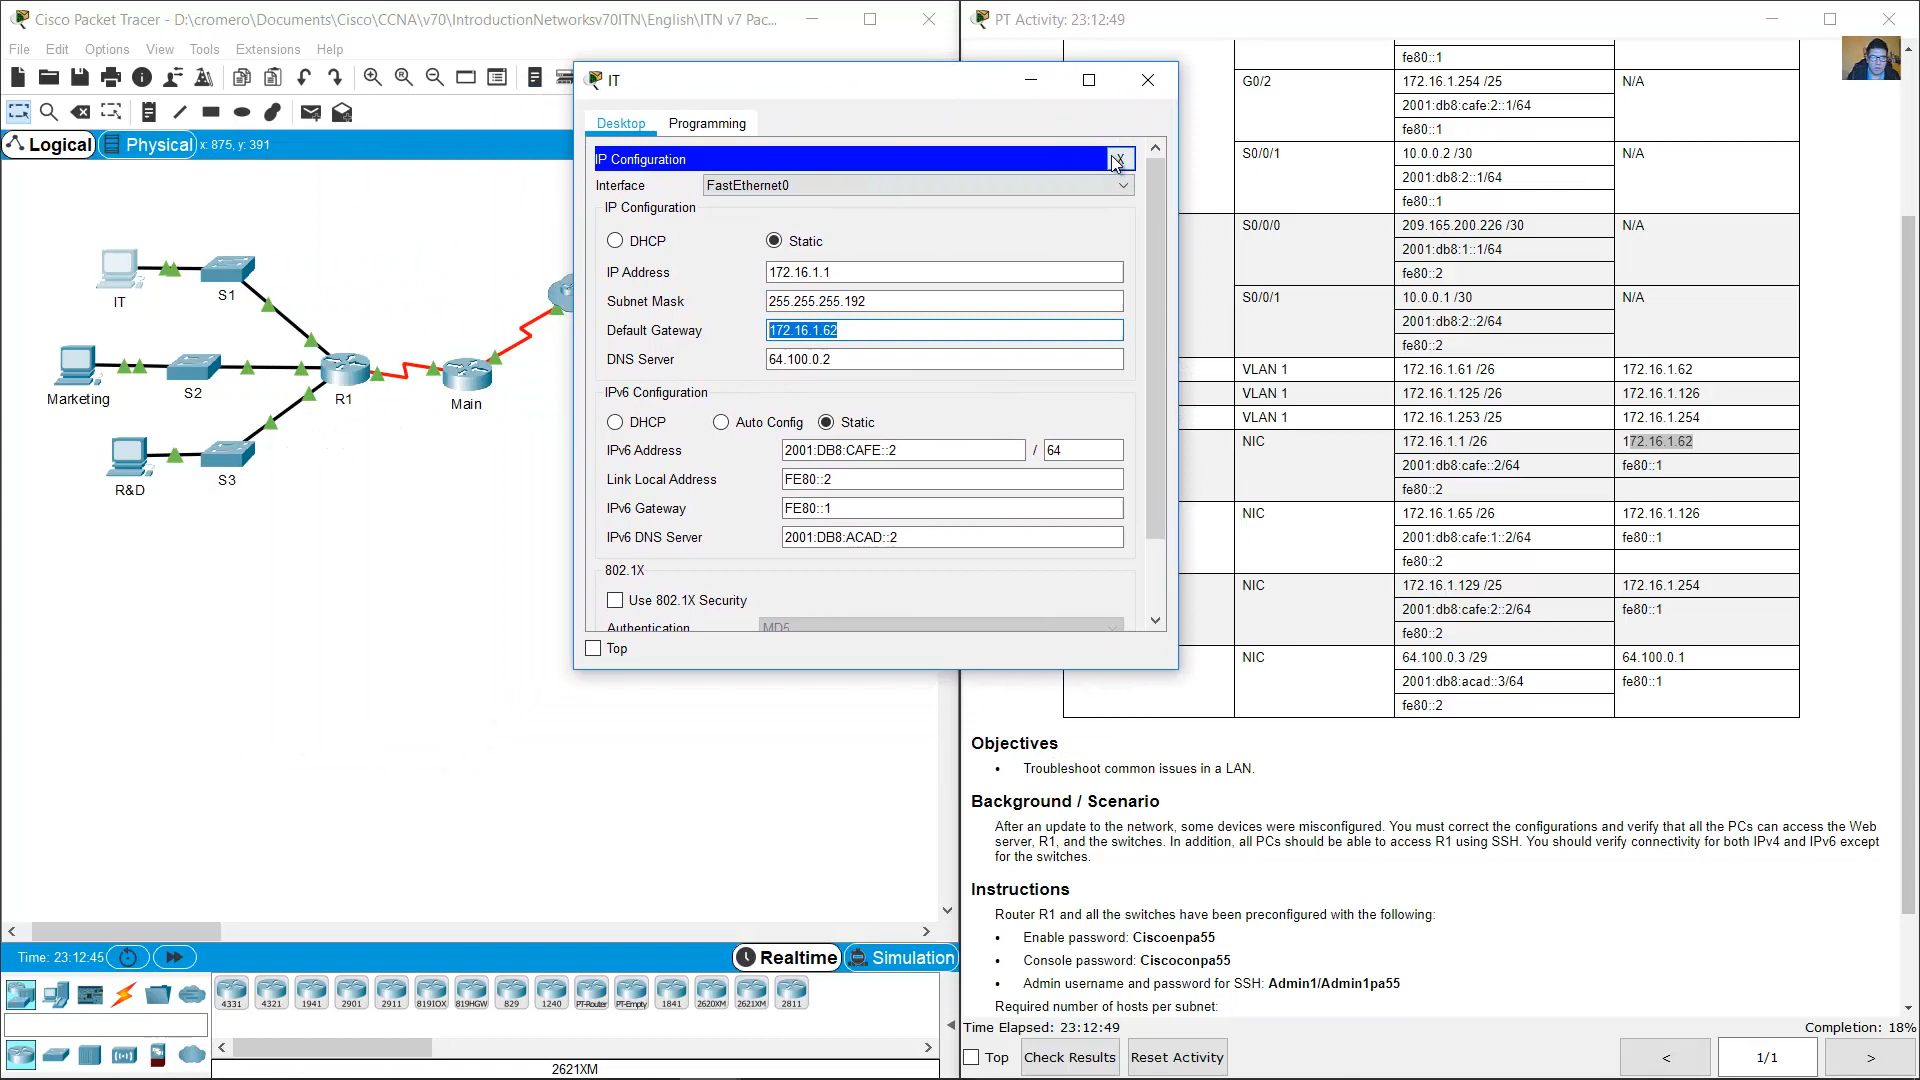 Cisco Packet Tracer - D:\cromero\Documents\Cisco\CCNA\v70\IntroductionNetworksv70ITN\English\ITN v7 Pac...
File Edit Options View Tools Extensions Help
Logical Physical x: 875, y: 391
IT
S1
Marketing
S2
R1
Main
R&D
S3
Time: 23:12:45
Realtime Simulation
4331 4321 1941 2901 2911 819IOX 819HGW 829 1240 PT-Router PT-Empty 1841 2620XM 2621XM 2811
2621XM
IT
Desktop Programming
IP Configuration X
Interface FastEthernet0
IP Configuration
DHCP Static
IP Address 172.16.1.1
Subnet Mask 255.255.255.192
Default Gateway 172.16.1.62
DNS Server 64.100.0.2
IPv6 Configuration
DHCP Auto Config Static
IPv6 Address 2001:DB8:CAFE::2 / 64
Link Local Address FE80::2
IPv6 Gateway FE80::1
IPv6 DNS Server 2001:DB8:ACAD::2
802.1X
Use 802.1X Security
Authentication MD5
Top
PT Activity: 23:12:49
fe80::1
G0/2 172.16.1.254 /25 N/A
2001:db8:cafe:2::1/64
fe80::1
S0/0/1 10.0.0.2 /30 N/A
2001:db8:2::1/64
fe80::1
S0/0/0 209.165.200.226 /30 N/A
2001:db8:1::1/64
fe80::2
S0/0/1 10.0.0.1 /30 N/A
2001:db8:2::2/64
fe80::2
VLAN 1 172.16.1.61 /26 172.16.1.62
VLAN 1 172.16.1.125 /26 172.16.1.126
VLAN 1 172.16.1.253 /25 172.16.1.254
NIC 172.16.1.1 /26 172.16.1.62
2001:db8:cafe::2/64 fe80::1
fe80::2
NIC 172.16.1.65 /26 172.16.1.126
2001:db8:cafe:1::2/64 fe80::1
fe80::2
NIC 172.16.1.129 /25 172.16.1.254
2001:db8:cafe:2::2/64 fe80::1
fe80::2
NIC 64.100.0.3 /29 64.100.0.1
2001:db8:acad::3/64 fe80::1
fe80::2
Objectives
• Troubleshoot common issues in a LAN.
Background / Scenario
After an update to the network, some devices were misconfigured. You must correct the configurations and verify that all the PCs can access the Web
server, R1, and the switches. In addition, all PCs should be able to access R1 using SSH. You should verify connectivity for both IPv4 and IPv6 except
for the switches.
Instructions
Router R1 and all the switches have been preconfigured with the following:
• Enable password: Ciscoenpa55
• Console password: Ciscoconpa55
• Admin username and password for SSH: Admin1/Admin1pa55
Required number of hosts per subnet:
Time Elapsed: 23:12:49 Completion: 18%
Top Check Results Reset Activity < 1/1 >